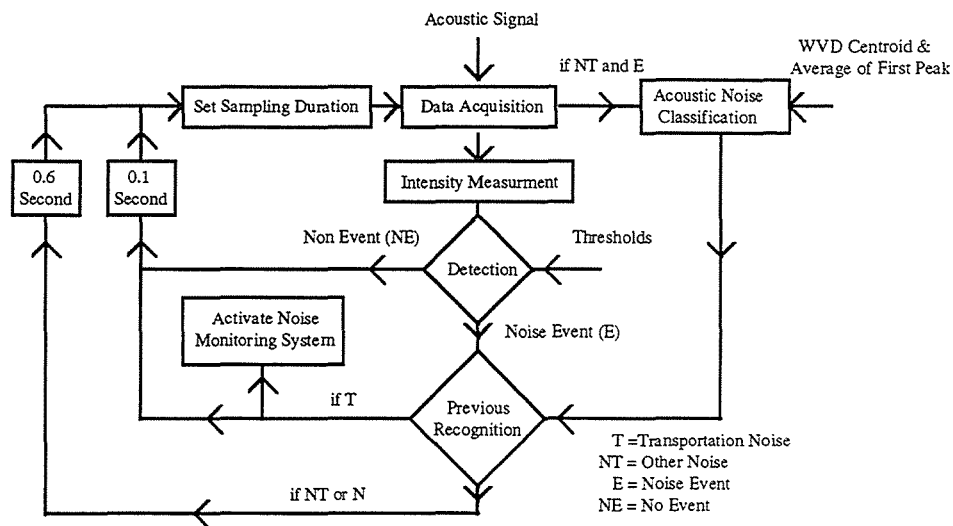 Acoustic Signal
WVD Centroid &
Average of First Peak
if NT and E
Set Sampling Duration
Data Acquisition
Acoustic Noise
Classification
0.6
Second
0.1
Second
Intensity Measurment
Non Event (NE)
Thresholds
Detection
Activate Noise
Monitoring System
Noise Event (E)
if T
Previous
Recognition
T =Transportation Noise
NT = Other Noise
E = Noise Event
NE = No Event
if NT or N